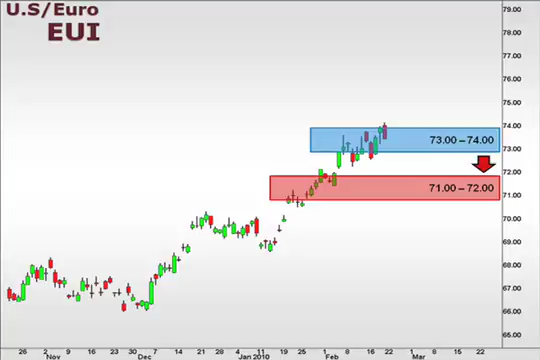 U.S/Euro
EUI
79.00
78.00
77.00
76.00
75.00
74.00
73.00 – 74.00
73.00
72.00
71.00 – 72.00
71.00
70.00
69.00
68.00
67.00
66.00
65.00
26 2 9 16 23 30 7 14 21 28 4 11 19 25 1 8 16 22 1 8 15 22
Nov Dec Jan 2010 Feb Mar